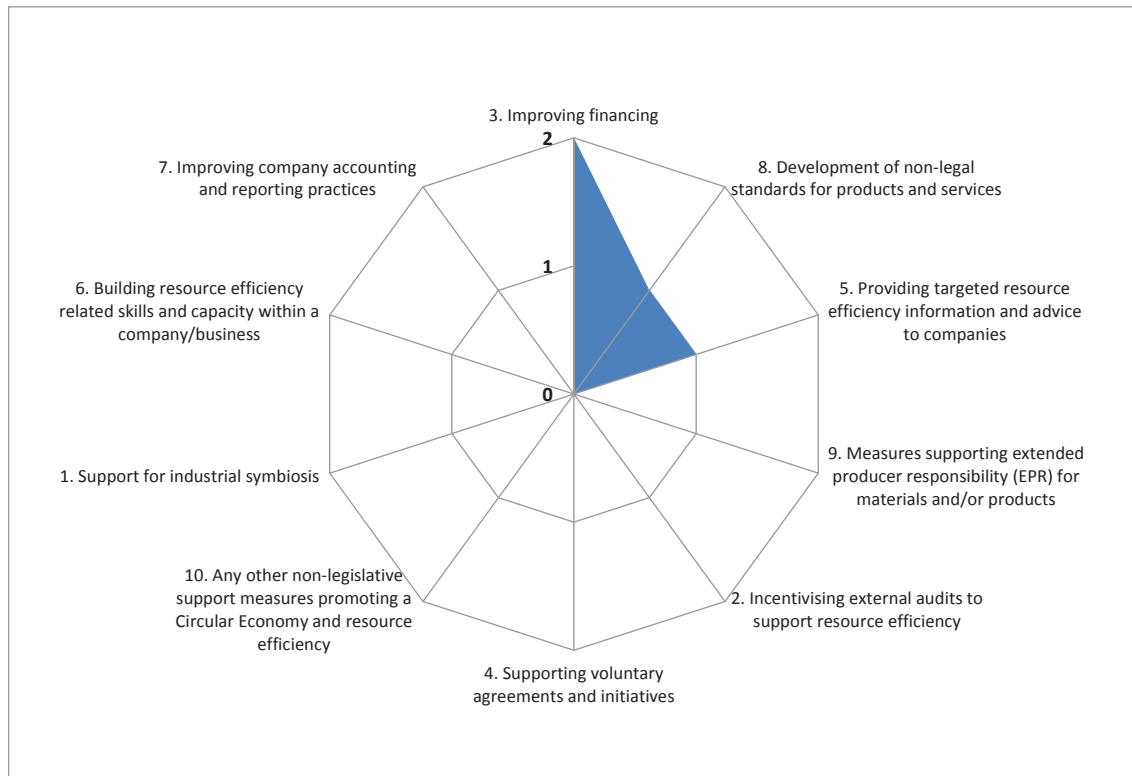 3. Improving financing
2
7. Improving company accounting
and reporting practices
8. Development of non-legal
standards for products and services
1
6. Building resource efficiency
related skills and capacity within a
company/business
5. Providing targeted resource
efficiency information and advice
to companies
0
1. Support for industrial symbiosis
9. Measures supporting extended
producer responsibility (EPR) for
materials and/or products
10. Any other non-legislative
support measures promoting a
Circular Economy and resource
efficiency
2. Incentivising external audits to
support resource efficiency
4. Supporting voluntary
agreements and initiatives